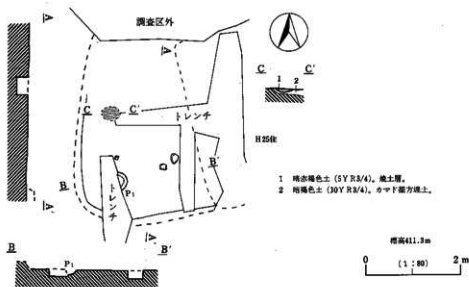 調査区外
A
A
C
C'
C
C'
1
2
トレンチ
H25住
B
P1
B'
トレンチ
1 暗赤褐色土 (5YR3/4)。焼土層。
2 暗褐色土 (10YR3/4)。カマド掘方埋土。
A'
A'
標高411.3m
(1:80)
0
2m
B
P1
B'